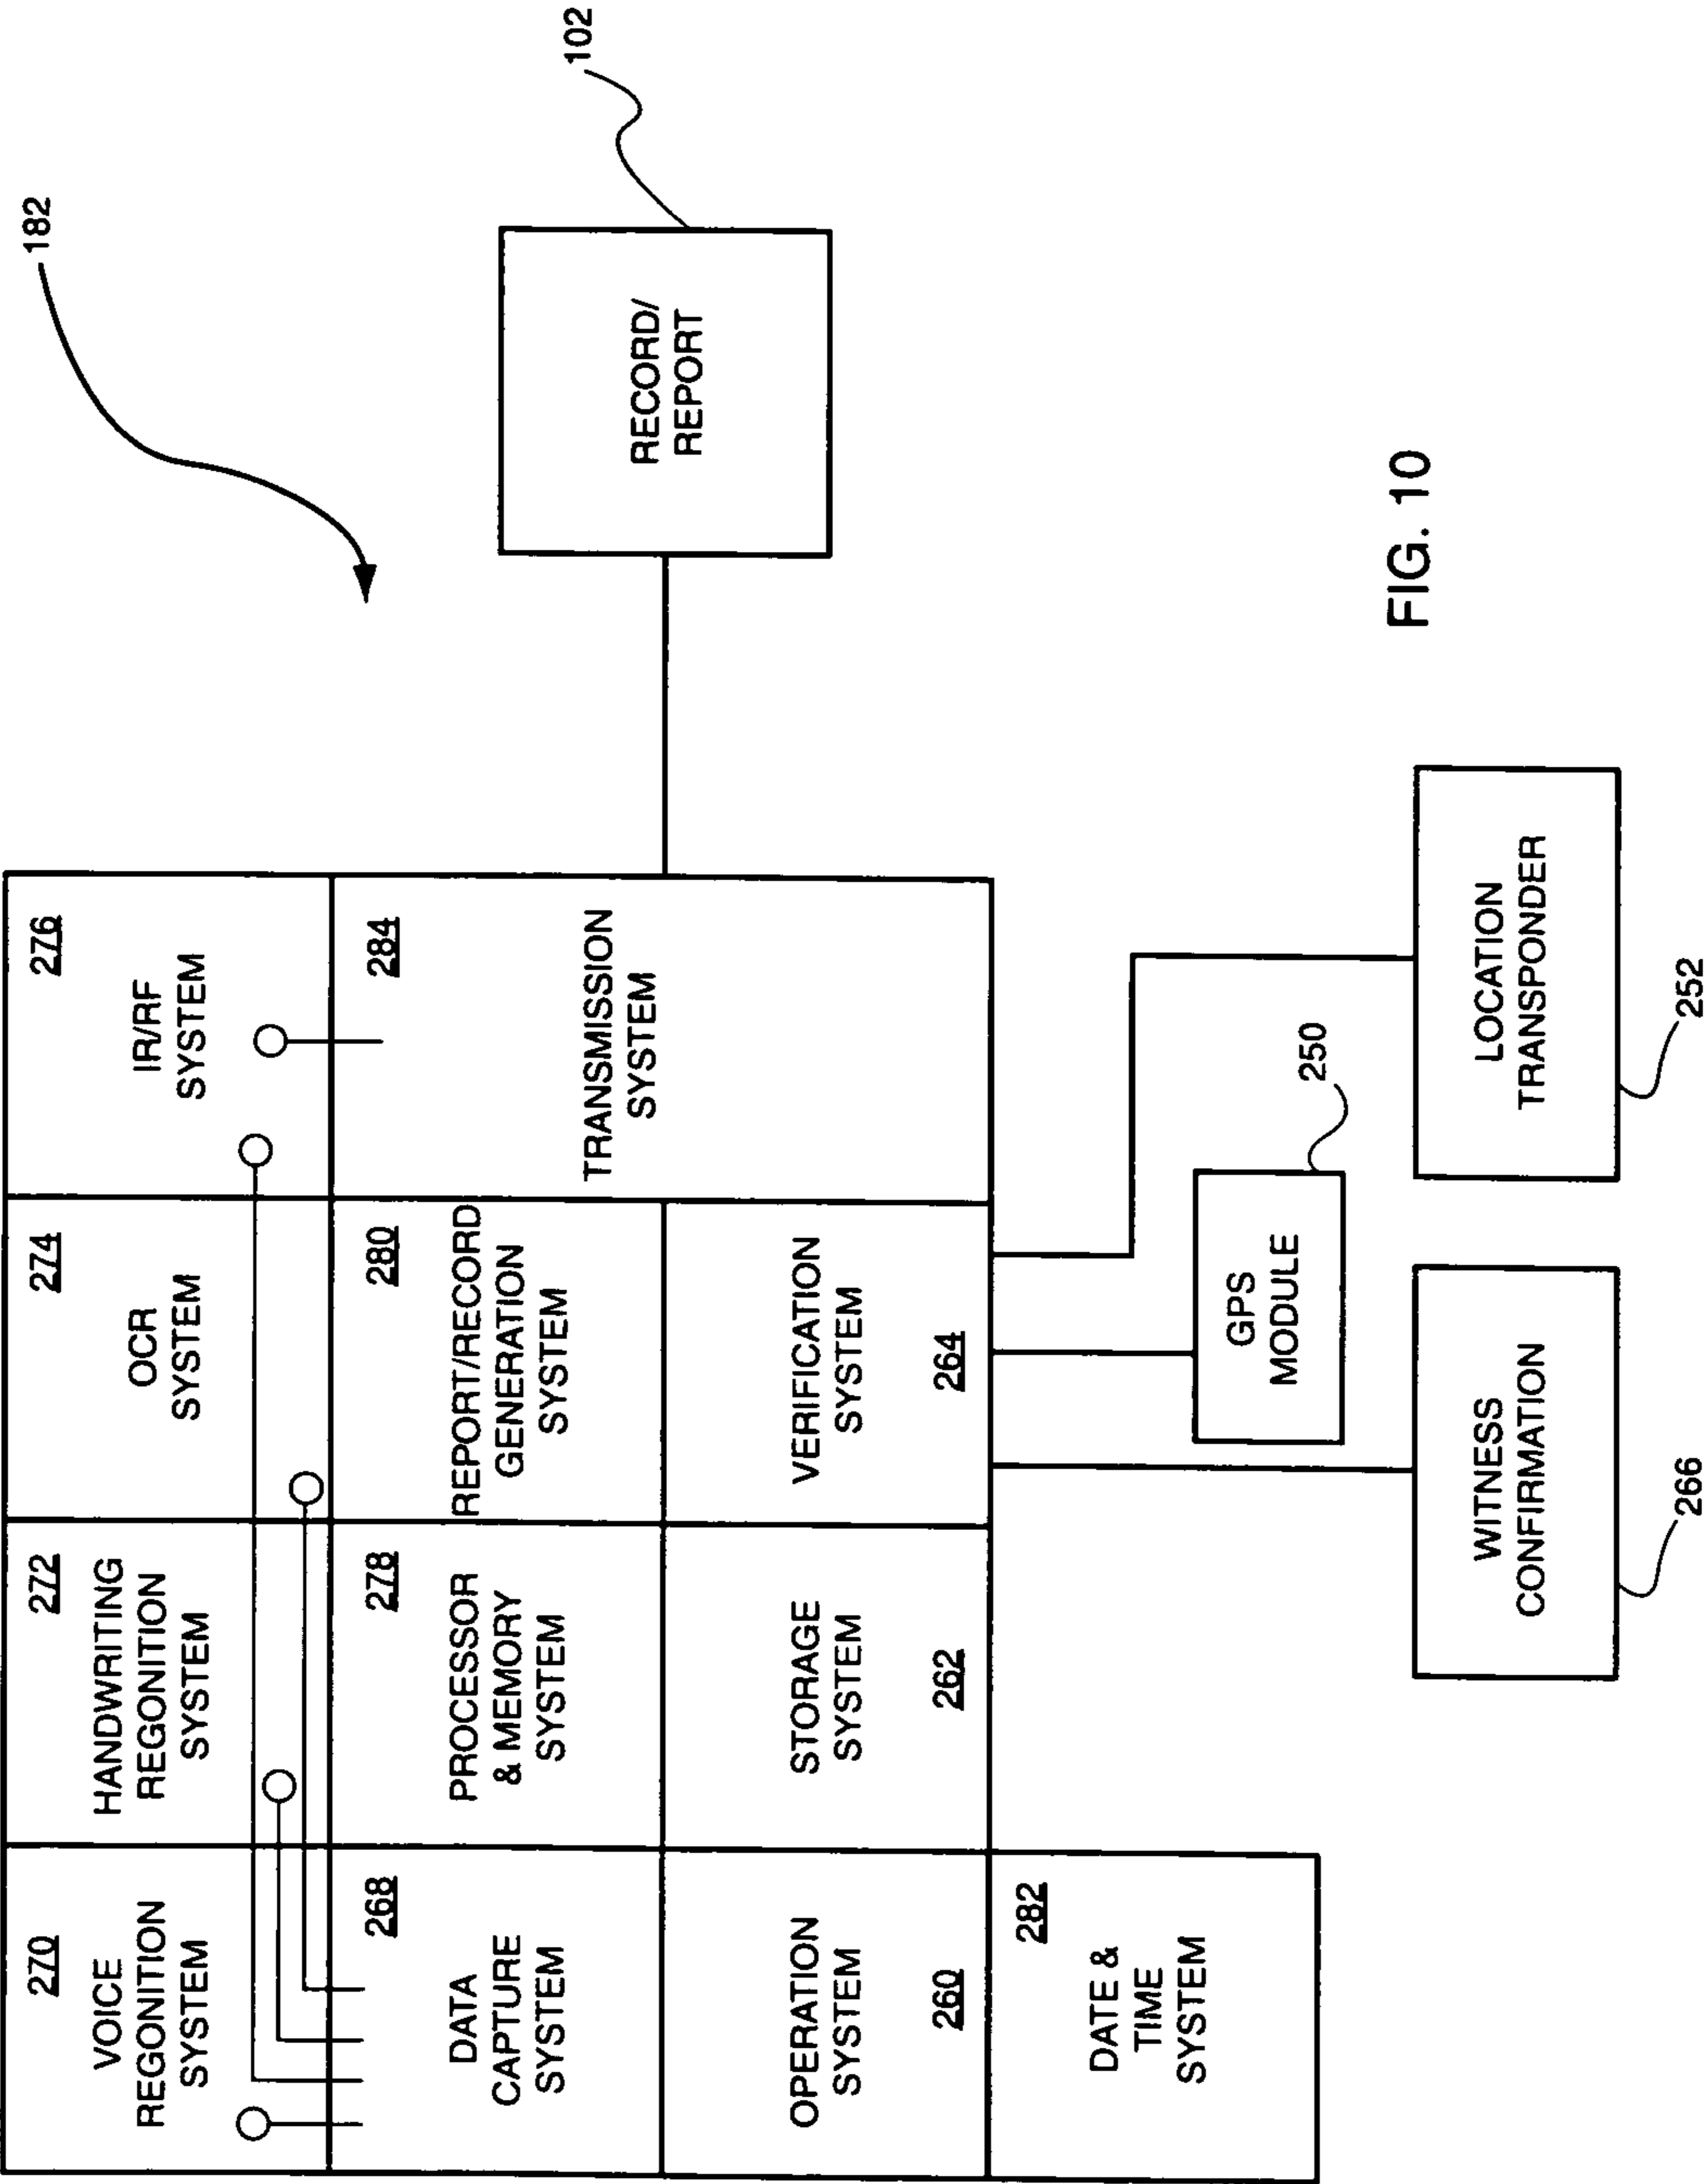 182
102
270
VOICE
REGONITION
SYSTEM
272
HANDWRITING
REGONITION
SYSTEM
274
OCR
SYSTEM
276
IR/RF
SYSTEM
268
DATA
CAPTURE
SYSTEM
278
PROCESSOR
& MEMORY
SYSTEM
280
REPORT/RECORD
GENERATION
SYSTEM
284
TRANSMISSION
SYSTEM
RECORD/
REPORT
OPERATION
SYSTEM
260
STORAGE
SYSTEM
262
VERIFICATION
SYSTEM
264
282
DATE &
TIME
SYSTEM
GPS
MODULE
250
WITNESS
CONFIRMATION
266
LOCATION
TRANSPONDER
252
FIG. 10